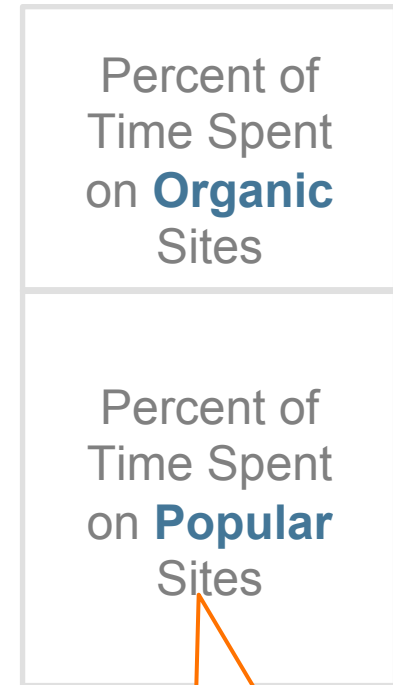 Percent of
Time Spent
on Organic
Sites
Percent of
Time Spent
on Popular
Sites